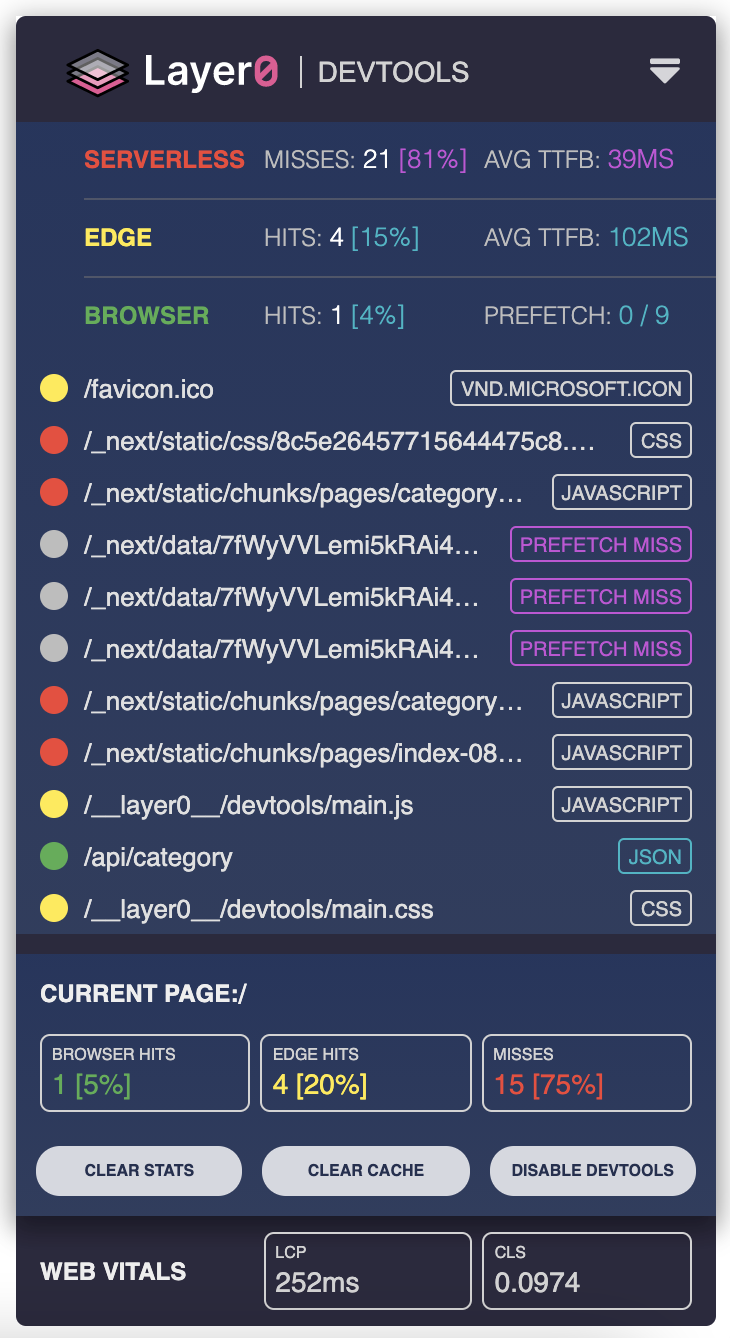 Layer0 | DEVTOOLS
SERVERLESS MISSES: 21 [81%] AVG TTFB: 39MS
EDGE HITS: 4 [15%] AVG TTFB: 102MS
BROWSER HITS: 1 [4%] PREFETCH: 0 / 9
/favicon.ico VND.MICROSOFT.ICON
/_next/static/css/8c5e26457715644475c8.... CSS
/_next/static/chunks/pages/category... JAVASCRIPT
/_next/data/7fWyVVLemi5kRAi4... PREFETCH MISS
/_next/data/7fWyVVLemi5kRAi4... PREFETCH MISS
/_next/data/7fWyVVLemi5kRAi4... PREFETCH MISS
/_next/static/chunks/pages/category... JAVASCRIPT
/_next/static/chunks/pages/index-08... JAVASCRIPT
/__layer0__/devtools/main.js JAVASCRIPT
/api/category JSON
/__layer0__/devtools/main.css CSS
CURRENT PAGE:/
BROWSER HITS EDGE HITS MISSES
1 [5%] 4 [20%] 15 [75%]
CLEAR STATS CLEAR CACHE DISABLE DEVTOOLS
WEB VITALS
LCP CLS
252ms 0.0974